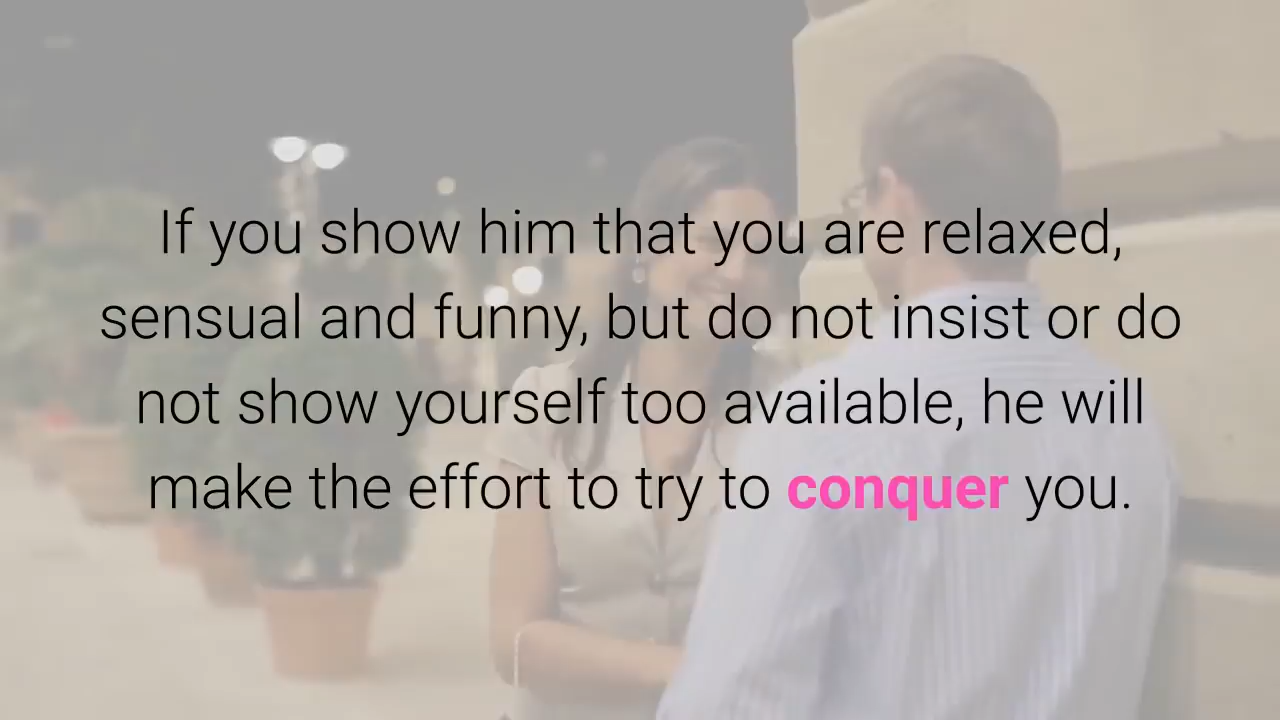 If you show him that you are relaxed,
sensual and funny, but do not insist or do
not show yourself too available, he will
make the effort to try to conquer you.